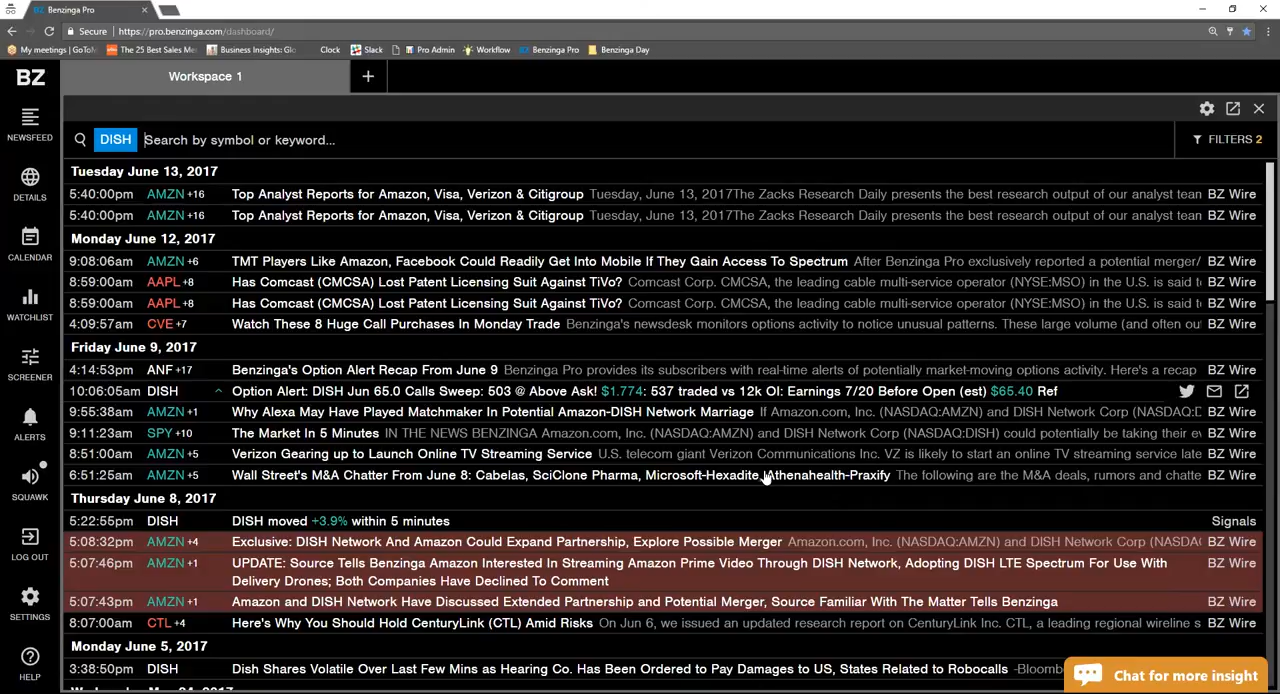 Benzinga Pro
Secure https://pro.benzinga.com/dashboard/
My meetings | GoToM The 25 Best Sales Me Business Insights: Glo Clock Slack Pro Admin Workflow Benzinga Pro Benzinga Day
BZ Workspace 1 +
NEWSFEED
DISH Search by symbol or keyword... FILTERS 2
Tuesday June 13, 2017
5:40:00pm AMZN +16 Top Analyst Reports for Amazon, Visa, Verizon & Citigroup Tuesday, June 13, 2017The Zacks Research Daily presents the best research output of our analyst team BZ Wire
DETAILS
5:40:00pm AMZN +16 Top Analyst Reports for Amazon, Visa, Verizon & Citigroup Tuesday, June 13, 2017The Zacks Research Daily presents the best research output of our analyst team BZ Wire
Monday June 12, 2017
CALENDAR
9:08:06am AMZN +6 TMT Players Like Amazon, Facebook Could Readily Get Into Mobile If They Gain Access To Spectrum After Benzinga Pro exclusively reported a potential merger/ BZ Wire
8:59:00am AAPL +8 Has Comcast (CMCSA) Lost Patent Licensing Suit Against TiVo? Comcast Corp. CMCSA, the leading cable multi-service operator (NYSE:MSO) in the U.S. is said t BZ Wire
8:59:00am AAPL +8 Has Comcast (CMCSA) Lost Patent Licensing Suit Against TiVo? Comcast Corp. CMCSA, the leading cable multi-service operator (NYSE:MSO) in the U.S. is said t BZ Wire
WATCHLIST
4:09:57am CVE +7 Watch These 8 Huge Call Purchases In Monday Trade Benzinga's newsdesk monitors options activity to notice unusual patterns. These large volume (and often ou BZ Wire
Friday June 9, 2017
4:14:53pm ANF +17 Benzinga's Option Alert Recap From June 9 Benzinga Pro provides its subscribers with real-time alerts of potentially market-moving options activity. Here's a recap BZ Wire
SCREENER
10:06:05am DISH Option Alert: DISH Jun 65.0 Calls Sweep: 503 @ Above Ask! $1.774: 537 traded vs 12k OI: Earnings 7/20 Before Open (est) $65.40 Ref
9:55:38am AMZN +1 Why Alexa May Have Played Matchmaker In Potential Amazon-DISH Network Marriage If Amazon.com, Inc. (NASDAQ:AMZN) and DISH Network Corp (NASDAQ:D BZ Wire
9:11:23am SPY +10 The Market In 5 Minutes IN THE NEWS BENZINGA Amazon.com, Inc. (NASDAQ:AMZN) and DISH Network Corp (NASDAQ:DISH) could potentially be taking their ev BZ Wire
ALERTS
8:51:00am AMZN +5 Verizon Gearing up to Launch Online TV Streaming Service U.S. telecom giant Verizon Communications Inc. VZ is likely to start an online TV streaming service late BZ Wire
6:51:25am AMZN +5 Wall Street's M&A Chatter From June 8: Cabelas, SciClone Pharma, Microsoft-Hexadite, Athenahealth-Praxify The following are the M&A deals, rumors and chatte BZ Wire
SQUAWK
Thursday June 8, 2017
5:22:55pm DISH DISH moved +3.9% within 5 minutes Signals
5:08:32pm AMZN +4 Exclusive: DISH Network And Amazon Could Expand Partnership, Explore Possible Merger Amazon.com, Inc. (NASDAQ:AMZN) and DISH Network Corp (NASDA BZ Wire
LOG OUT
5:07:46pm AMZN +1 UPDATE: Source Tells Benzinga Amazon Interested In Streaming Amazon Prime Video Through DISH Network, Adopting DISH LTE Spectrum For Use With BZ Wire
Delivery Drones; Both Companies Have Declined To Comment
5:07:43pm AMZN +1 Amazon and DISH Network Have Discussed Extended Partnership and Potential Merger, Source Familiar With The Matter Tells Benzinga BZ Wire
SETTINGS
8:07:00am CTL +4 Here's Why You Should Hold CenturyLink (CTL) Amid Risks On Jun 6, we issued an updated research report on CenturyLink Inc. CTL, a leading regional wireline s BZ Wire
Monday June 5, 2017
3:38:50pm DISH Dish Shares Volatile Over Last Few Mins as Hearing Co. Has Been Ordered to Pay Damages to US, States Related to Robocalls -Bloomb
HELP
Chat for more insight